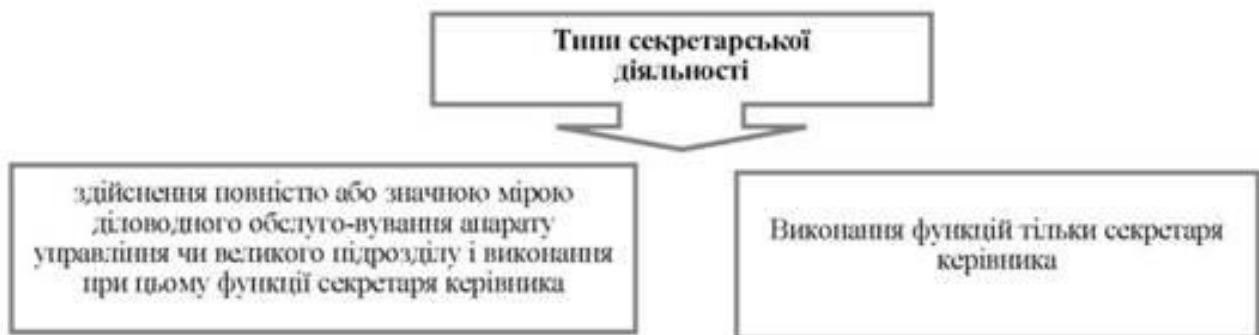 Типи секретарської
діяльності
здійснення повністю або значною мірою
діловодного обслуго-вування апарату
управління чи великого підрозділу і виконання
при цьому функції секретаря керівника
Виконання функцій тільки секретаря
керівника